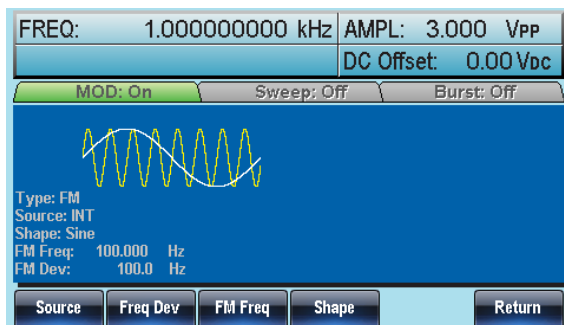 FREQ: 1.000000000 kHz AMPL: 3.000 VPP
DC Offset: 0.00 VDC
MOD: On Sweep: Off Burst: Off
Type: FM
Source: INT
Shape: Sine
FM Freq: 100.000 Hz
FM Dev: 100.0 Hz
Source Freq Dev FM Freq Shape Return